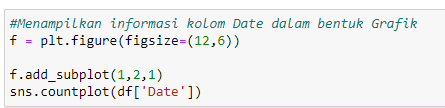 #Menampilkan informasi kolom Date dalam bentuk Grafik
f = plt.figure(figsize=(12,6))
f.add_subplot(1,2,1)
sns.countplot(df['Date'])